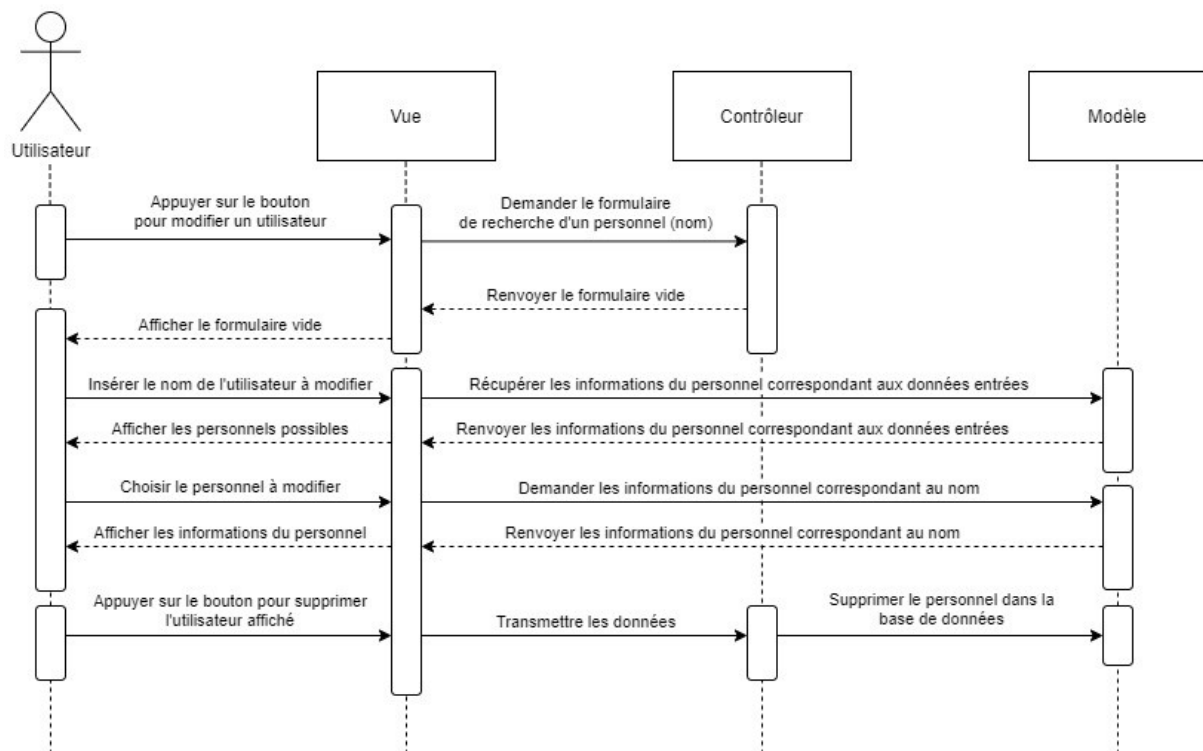 Utilisateur
Vue
Contrôleur
Modèle
Appuyer sur le bouton
pour modifier un utilisateur
Demander le formulaire
de recherche d'un personnel (nom)
Renvoyer le formulaire vide
Afficher le formulaire vide
Insérer le nom de l'utilisateur à modifier
Récupérer les informations du personnel correspondant aux données entrées
Afficher les personnels possibles
Renvoyer les informations du personnel correspondant aux données entrées
Choisir le personnel à modifier
Demander les informations du personnel correspondant au nom
Afficher les informations du personnel
Renvoyer les informations du personnel correspondant au nom
Appuyer sur le bouton pour supprimer
l'utilisateur affiché
Transmettre les données
Supprimer le personnel dans la
base de données